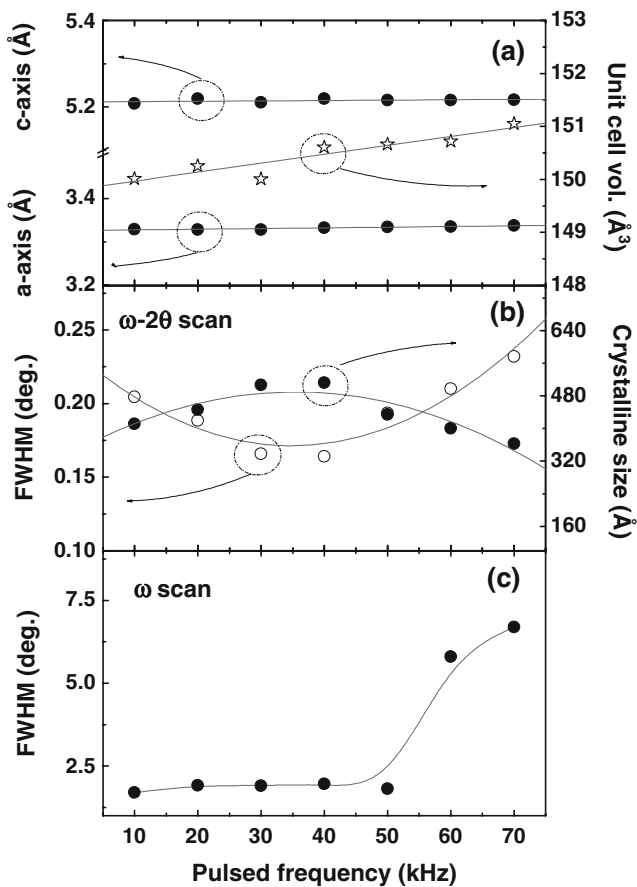 (a)
c-axis (Å)
5.4
5.2
a-axis (Å)
3.4
3.2
153
152
151
150
149
148
Unit cell vol. (Å³)
(b)
ω-2θ scan
FWHM (deg.)
0.25
0.20
0.15
0.10
640
480
320
160
Crystalline size (Å)
(c)
ω scan
FWHM (deg.)
7.5
5.0
2.5
10 20 30 40 50 60 70
Pulsed frequency (kHz)